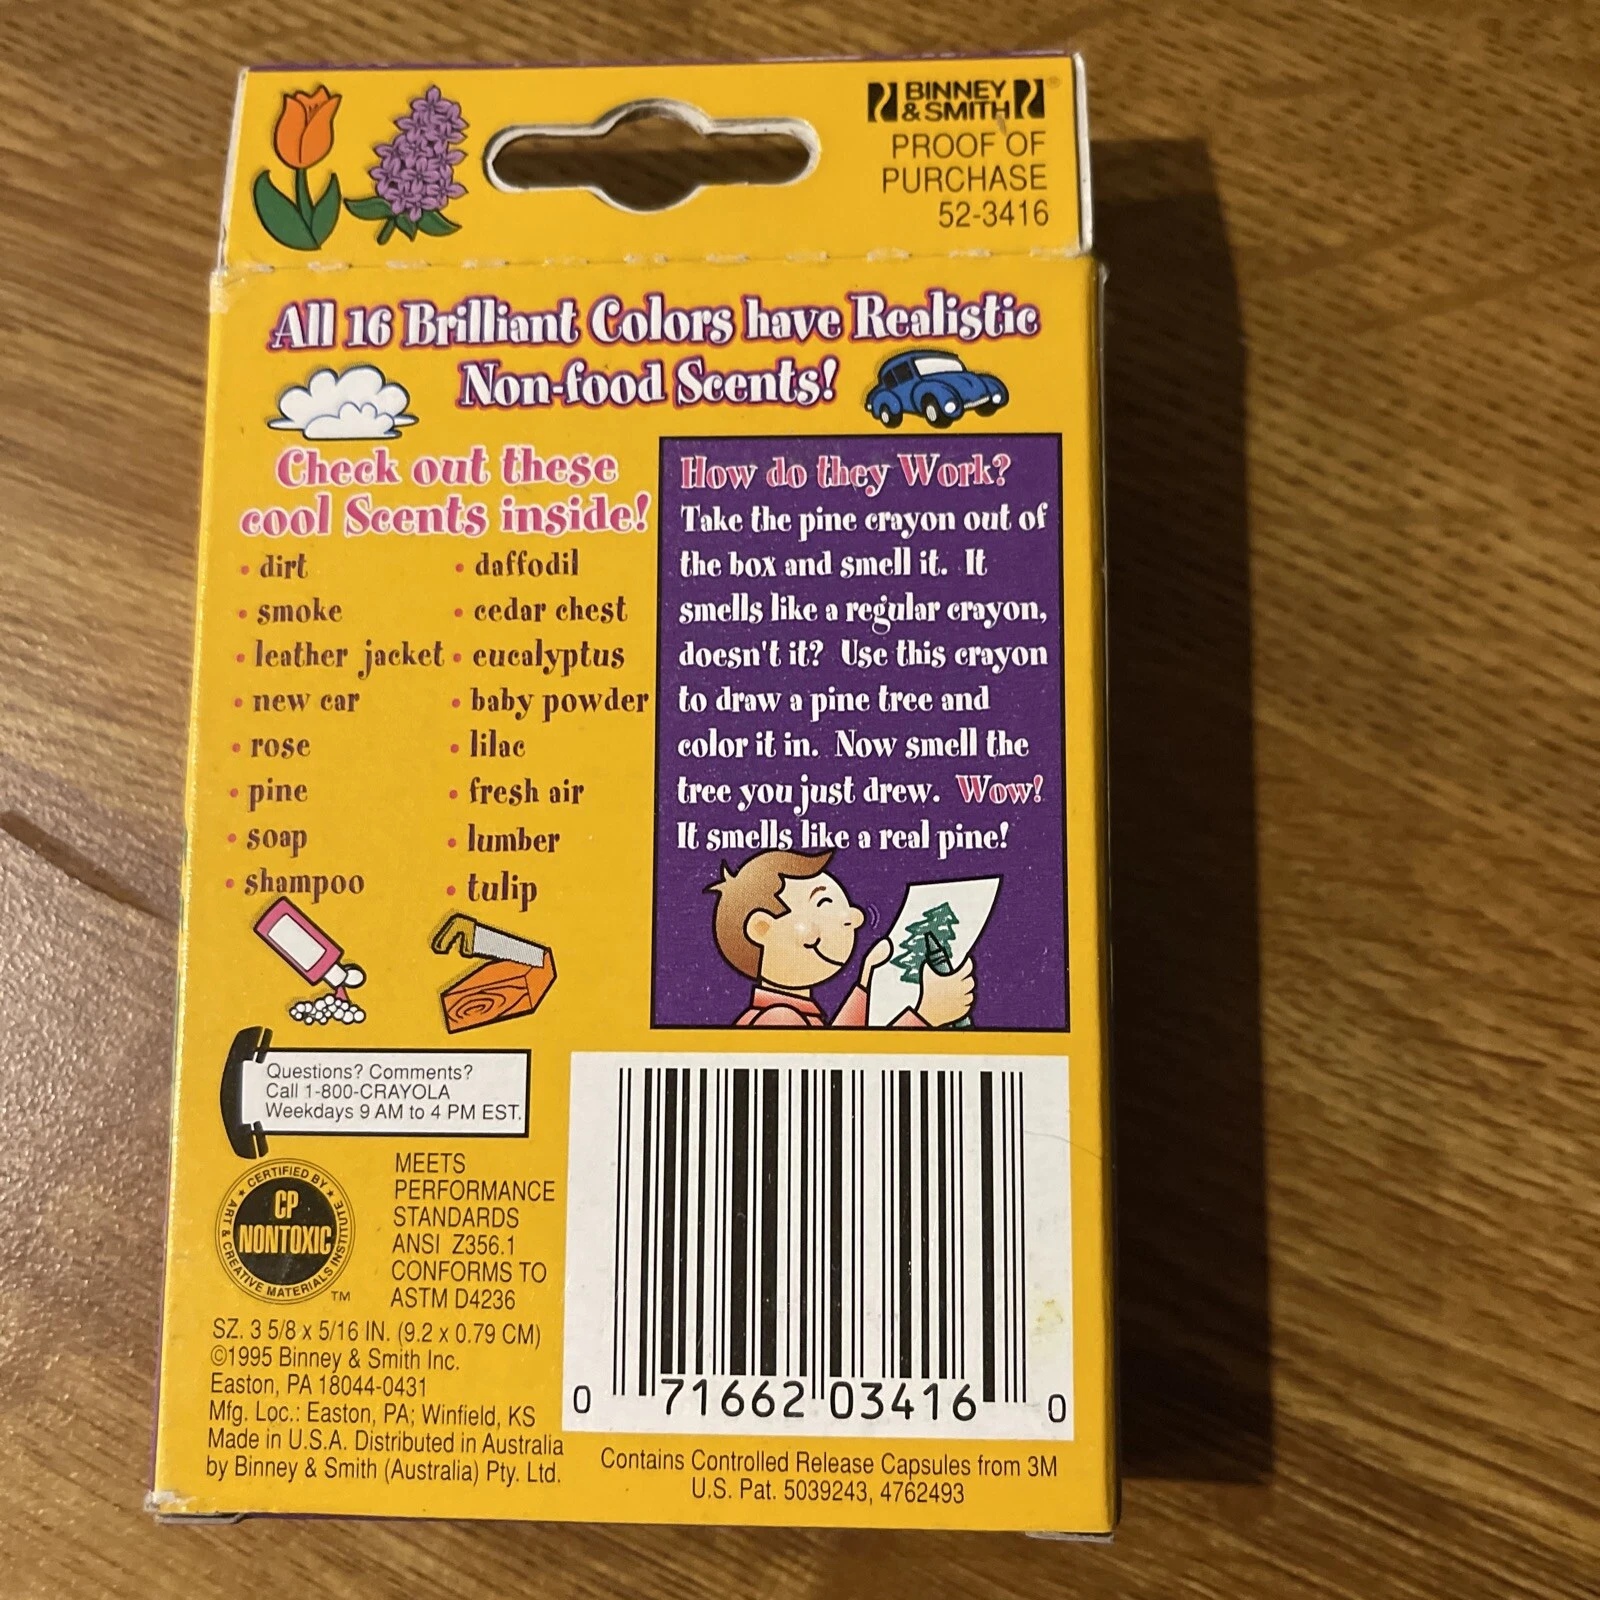 BINNEY
& SMITH®
PROOF OF
PURCHASE
52-3416
All 16 Brilliant Colors have Realistic
Non-food Scents!
Check out these
cool Scents inside!
• dirt
• smoke
• leather jacket
• new car
• rose
• pine
• soap
• shampoo
• daffodil
• cedar chest
• eucalyptus
• baby powder
• lilac
• fresh air
• lumber
• tulip
How do they Work?
Take the pine crayon out of
the box and smell it. It
smells like a regular crayon,
doesn't it? Use this crayon
to draw a pine tree and
color it in. Now smell the
tree you just drew. Wow!
It smells like a real pine!
Questions? Comments?
Call 1-800-CRAYOLA
Weekdays 9 AM to 4 PM EST.
CERTIFIED BY
ART & CREATIVE MATERIALS INSTITUTE
CP
NONTOXIC
TM
MEETS
PERFORMANCE
STANDARDS
ANSI Z356.1
CONFORMS TO
ASTM D4236
SZ. 3 5/8 x 5/16 IN. (9.2 x 0.79 CM)
©1995 Binney & Smith Inc.
Easton, PA 18044-0431
Mfg. Loc.: Easton, PA; Winfield, KS
Made in U.S.A. Distributed in Australia
by Binney & Smith (Australia) Pty. Ltd.
0 71662 03416 0
Contains Controlled Release Capsules from 3M
U.S. Pat. 5039243, 4762493